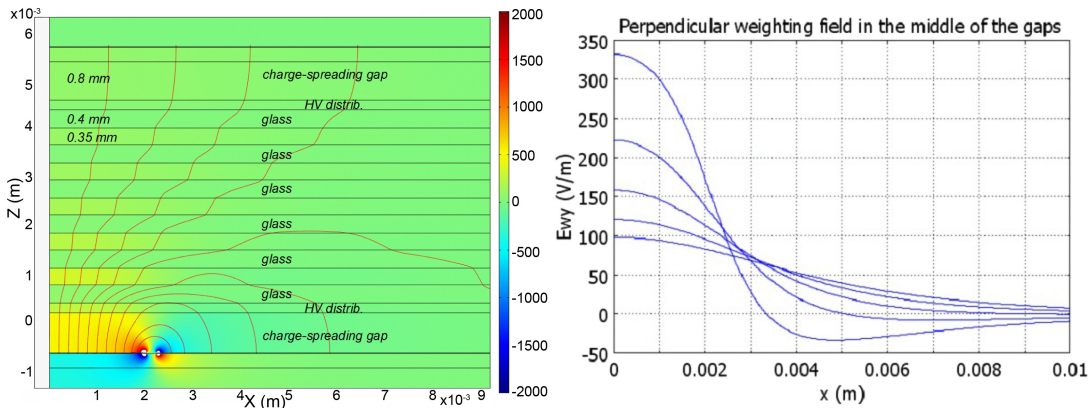 x10⁻³
6
5
4
3
2
1
0
-1
Z (m)
0.8 mm
0.4 mm
0.35 mm
charge-spreading gap
HV distrib.
glass
glass
glass
glass
glass
glass
HV distrib.
charge-spreading gap
1 2 3 4 5 6 7 8 x10⁻³ 9
X (m)
2000
1500
1000
500
0
-500
-1000
-1500
-2000
Perpendicular weighting field in the middle of the gaps
350
300
250
200
150
100
50
0
-50
Ewy (V/m)
0 0.002 0.004 0.006 0.008 0.01
x (m)